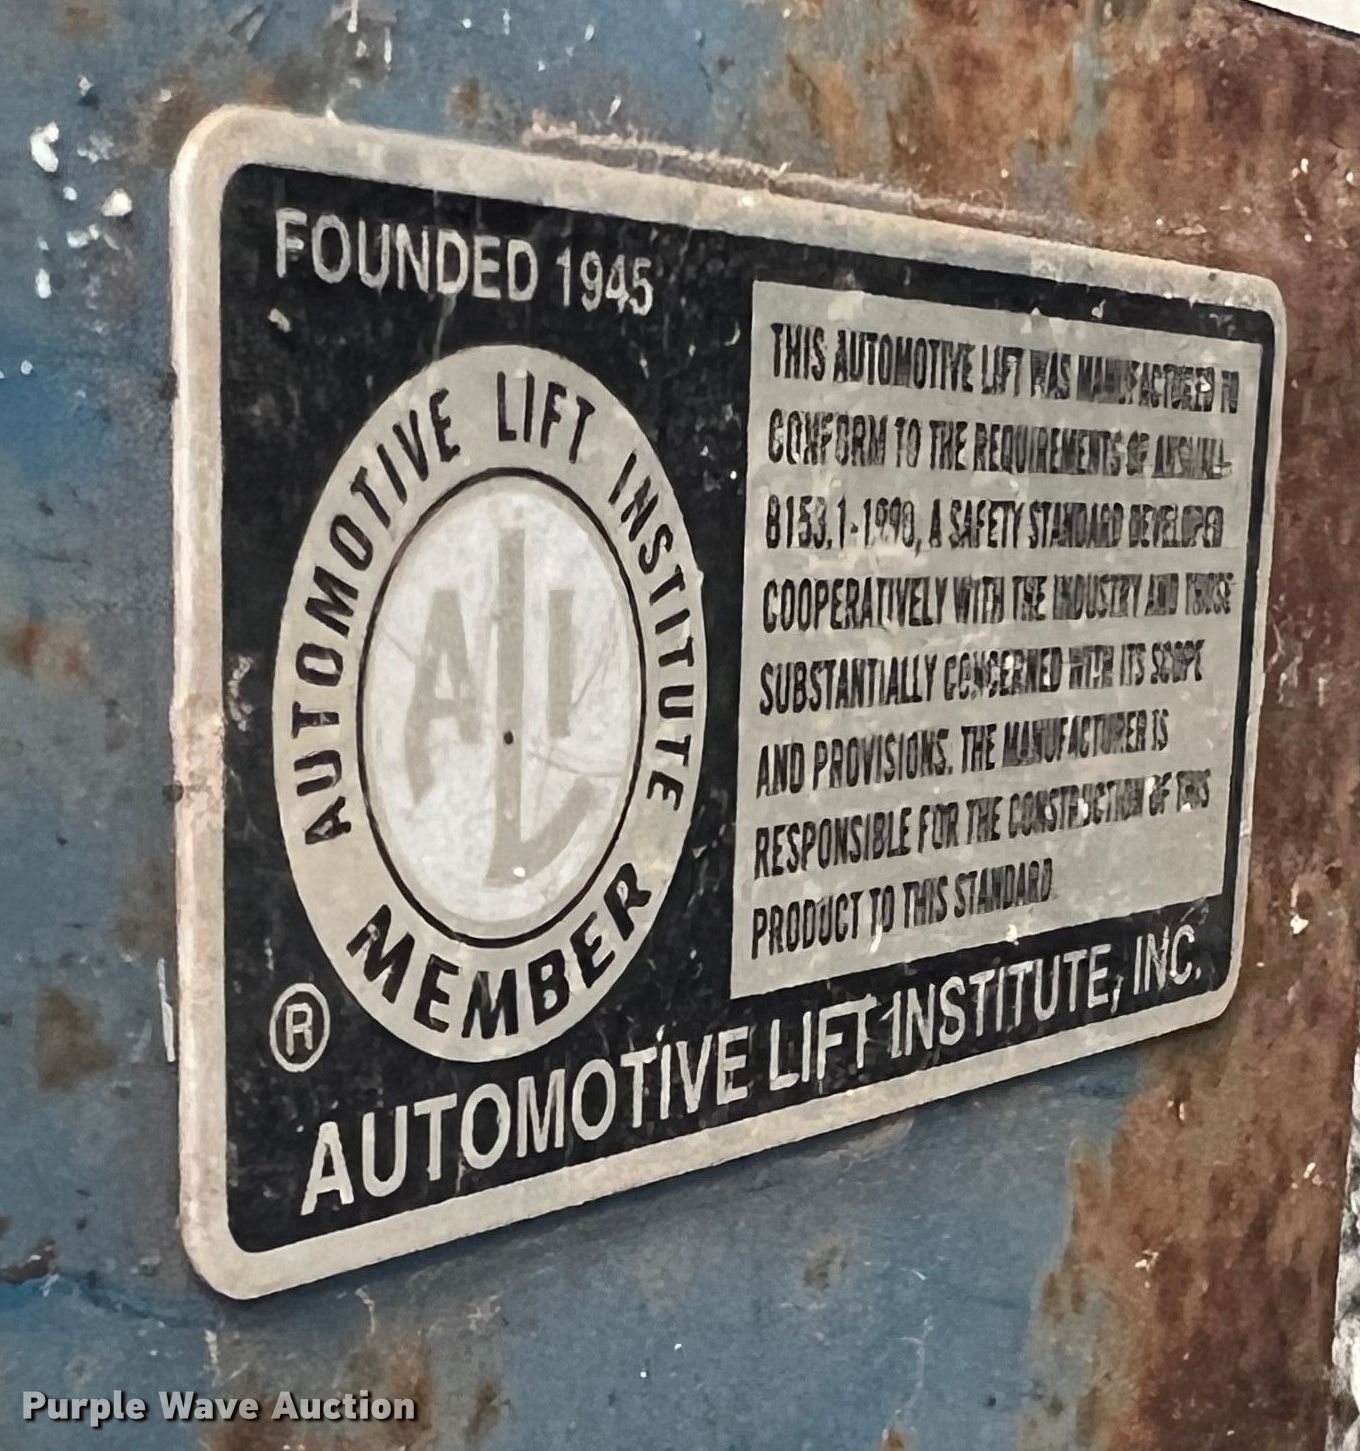 FOUNDED 1945
AUTOMOTIVE LIFT INSTITUTE
ALI
MEMBER
®
THIS AUTOMOTIVE LIFT WAS MANUFACTURED TO
CONFORM TO THE REQUIREMENTS OF
B153.1-1990, A SAFETY STANDARD DEVELOPED
COOPERATIVELY WITH THE INDUSTRY AND THOSE
SUBSTANTIALLY CONCERNED WITH ITS SCOPE
AND PROVISIONS. THE MANUFACTURER IS
RESPONSIBLE FOR THE CONSTRUCTION OF THIS
PRODUCT TO THIS STANDARD.
AUTOMOTIVE LIFT INSTITUTE, INC.
Purple Wave Auction